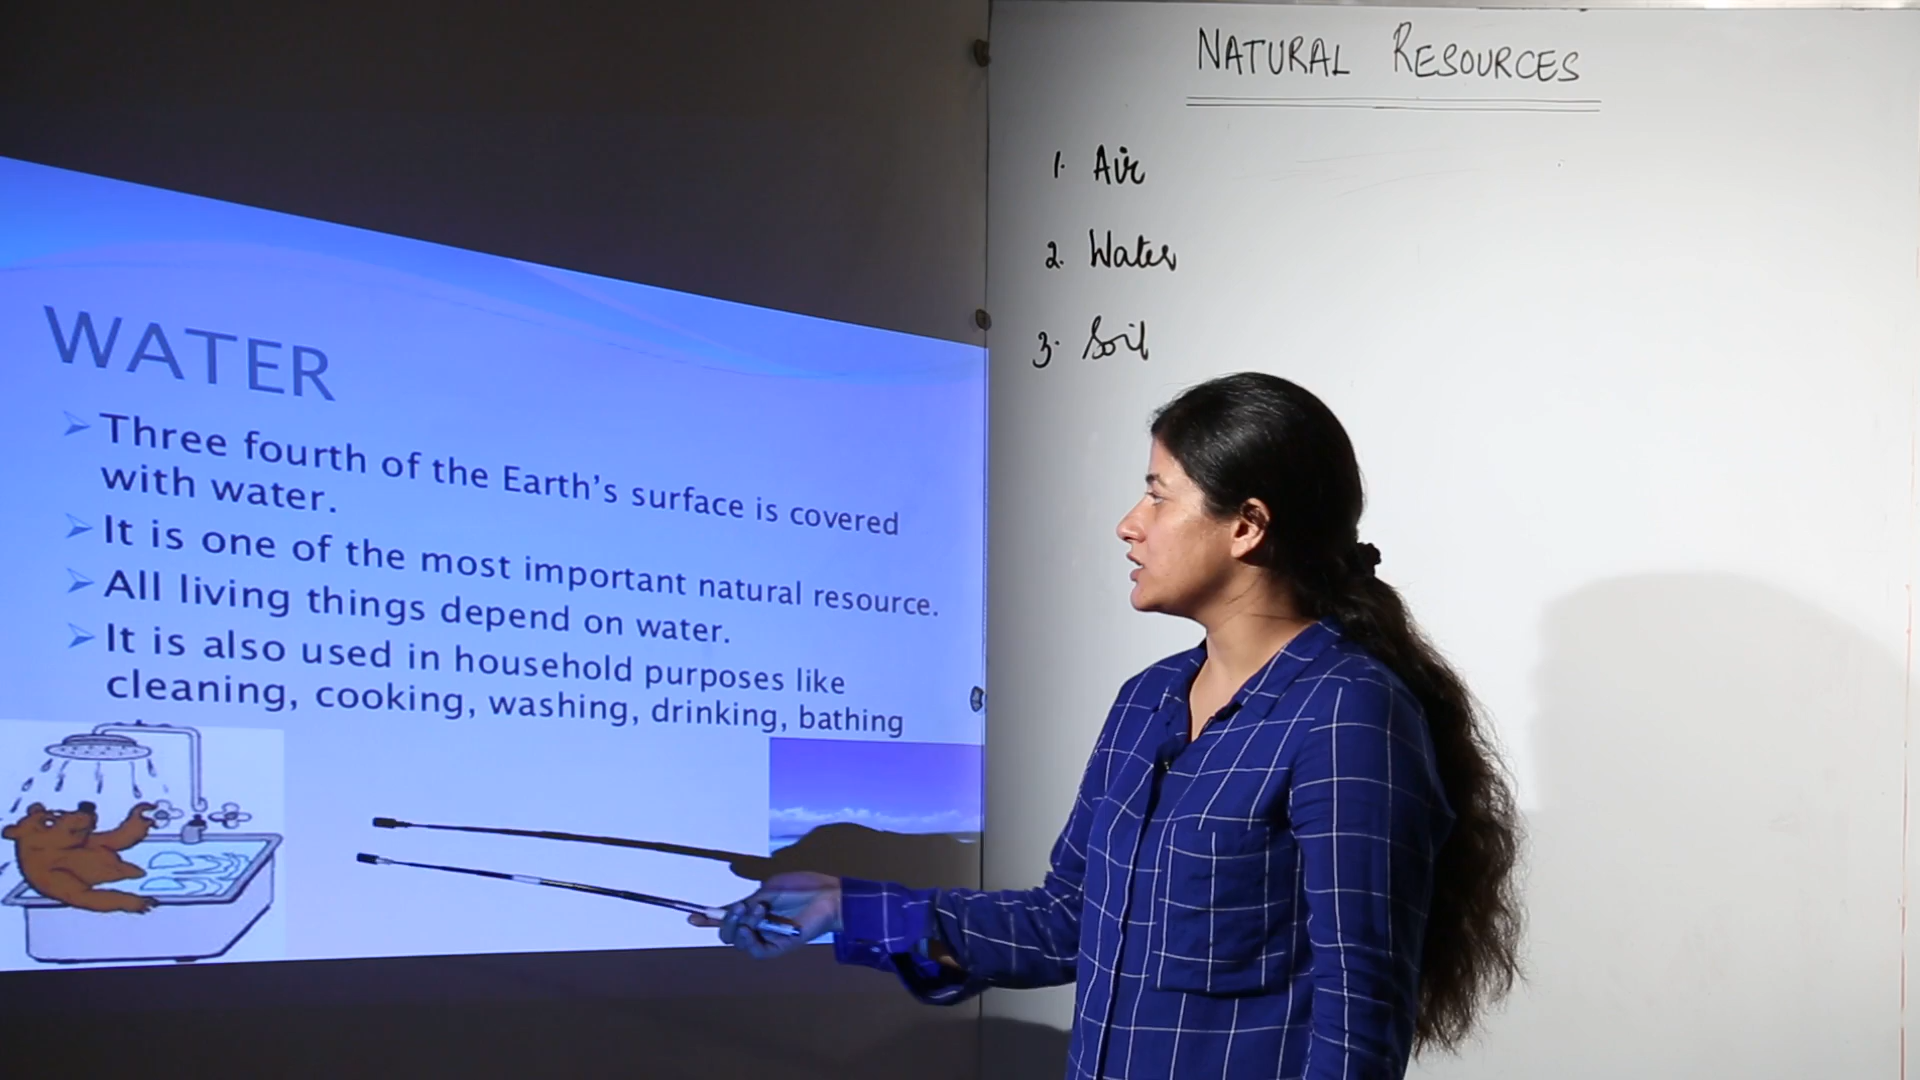 NATURAL RESOURCES
1. Air
2. Water
3. Soil
WATER
Three fourth of the Earth's surface is covered
with water.
It is one of the most important natural resource.
All living things depend on water.
It is also used in household purposes like
cleaning, cooking, washing, drinking, bathing